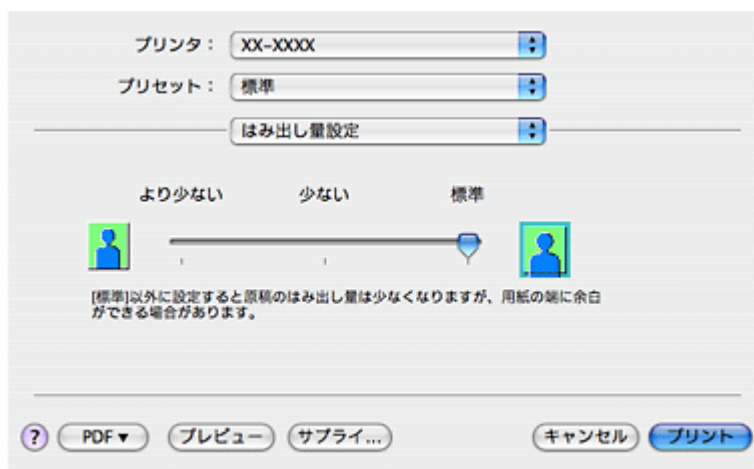 プリンタ： XX-XXXX
プリセット： 標準
はみ出し量設定
より少ない 少ない 標準
[標準]以外に設定すると原稿のはみ出し量は少なくなりますが、用紙の端に余白
ができる場合があります。
? PDF▼ プレビュー サプライ... キャンセル プリント